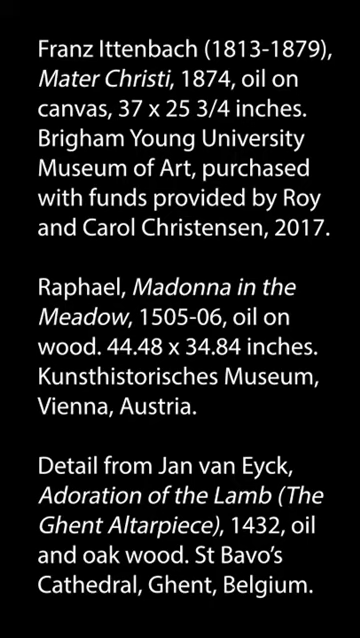 Franz Ittenbach (1813-1879),
Mater Christi, 1874, oil on
canvas, 37 x 25 3/4 inches.
Brigham Young University
Museum of Art, purchased
with funds provided by Roy
and Carol Christensen, 2017.
Raphael, Madonna in the
Meadow, 1505-06, oil on
wood. 44.48 x 34.84 inches.
Kunsthistorisches Museum,
Vienna, Austria.
Detail from Jan van Eyck,
Adoration of the Lamb (The
Ghent Altarpiece), 1432, oil
and oak wood. St Bavo's
Cathedral, Ghent, Belgium.